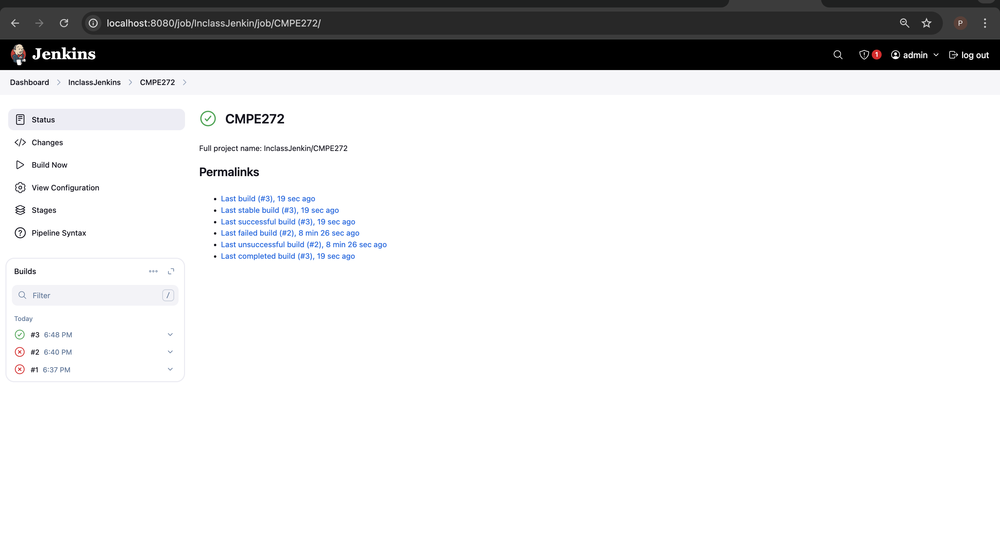 localhost:8080/job/InclassJenkin/job/CMPE272/
P
Jenkins
1
admin
log out
Dashboard
InclassJenkins
CMPE272
Status
Changes
Build Now
View Configuration
Stages
Pipeline Syntax
Builds
Filter
/
Today
#3 6:48 PM
#2 6:40 PM
#1 6:37 PM
CMPE272
Full project name: InclassJenkin/CMPE272
Permalinks
Last build (#3), 19 sec ago
Last stable build (#3), 19 sec ago
Last successful build (#3), 19 sec ago
Last failed build (#2), 8 min 26 sec ago
Last unsuccessful build (#2), 8 min 26 sec ago
Last completed build (#3), 19 sec ago